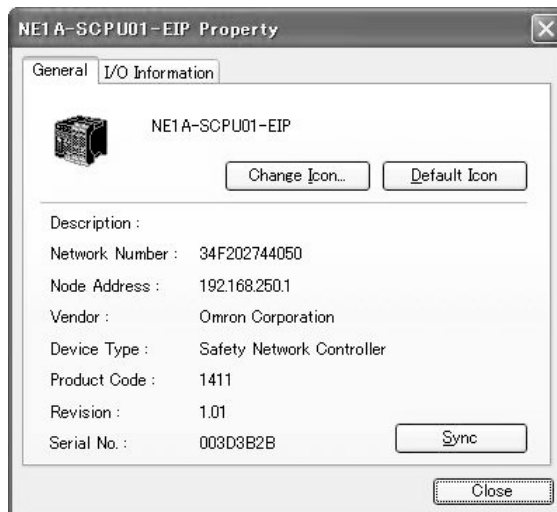 NE1A-SCPU01-EIP Property
General I/O Information
NE1A-SCPU01-EIP
Change Icon... Default Icon
Description :
Network Number : 34F202744050
Node Address : 192.168.250.1
Vendor : Omron Corporation
Device Type : Safety Network Controller
Product Code : 1411
Revision : 1.01
Serial No. : 003D3B2B
Sync
Close